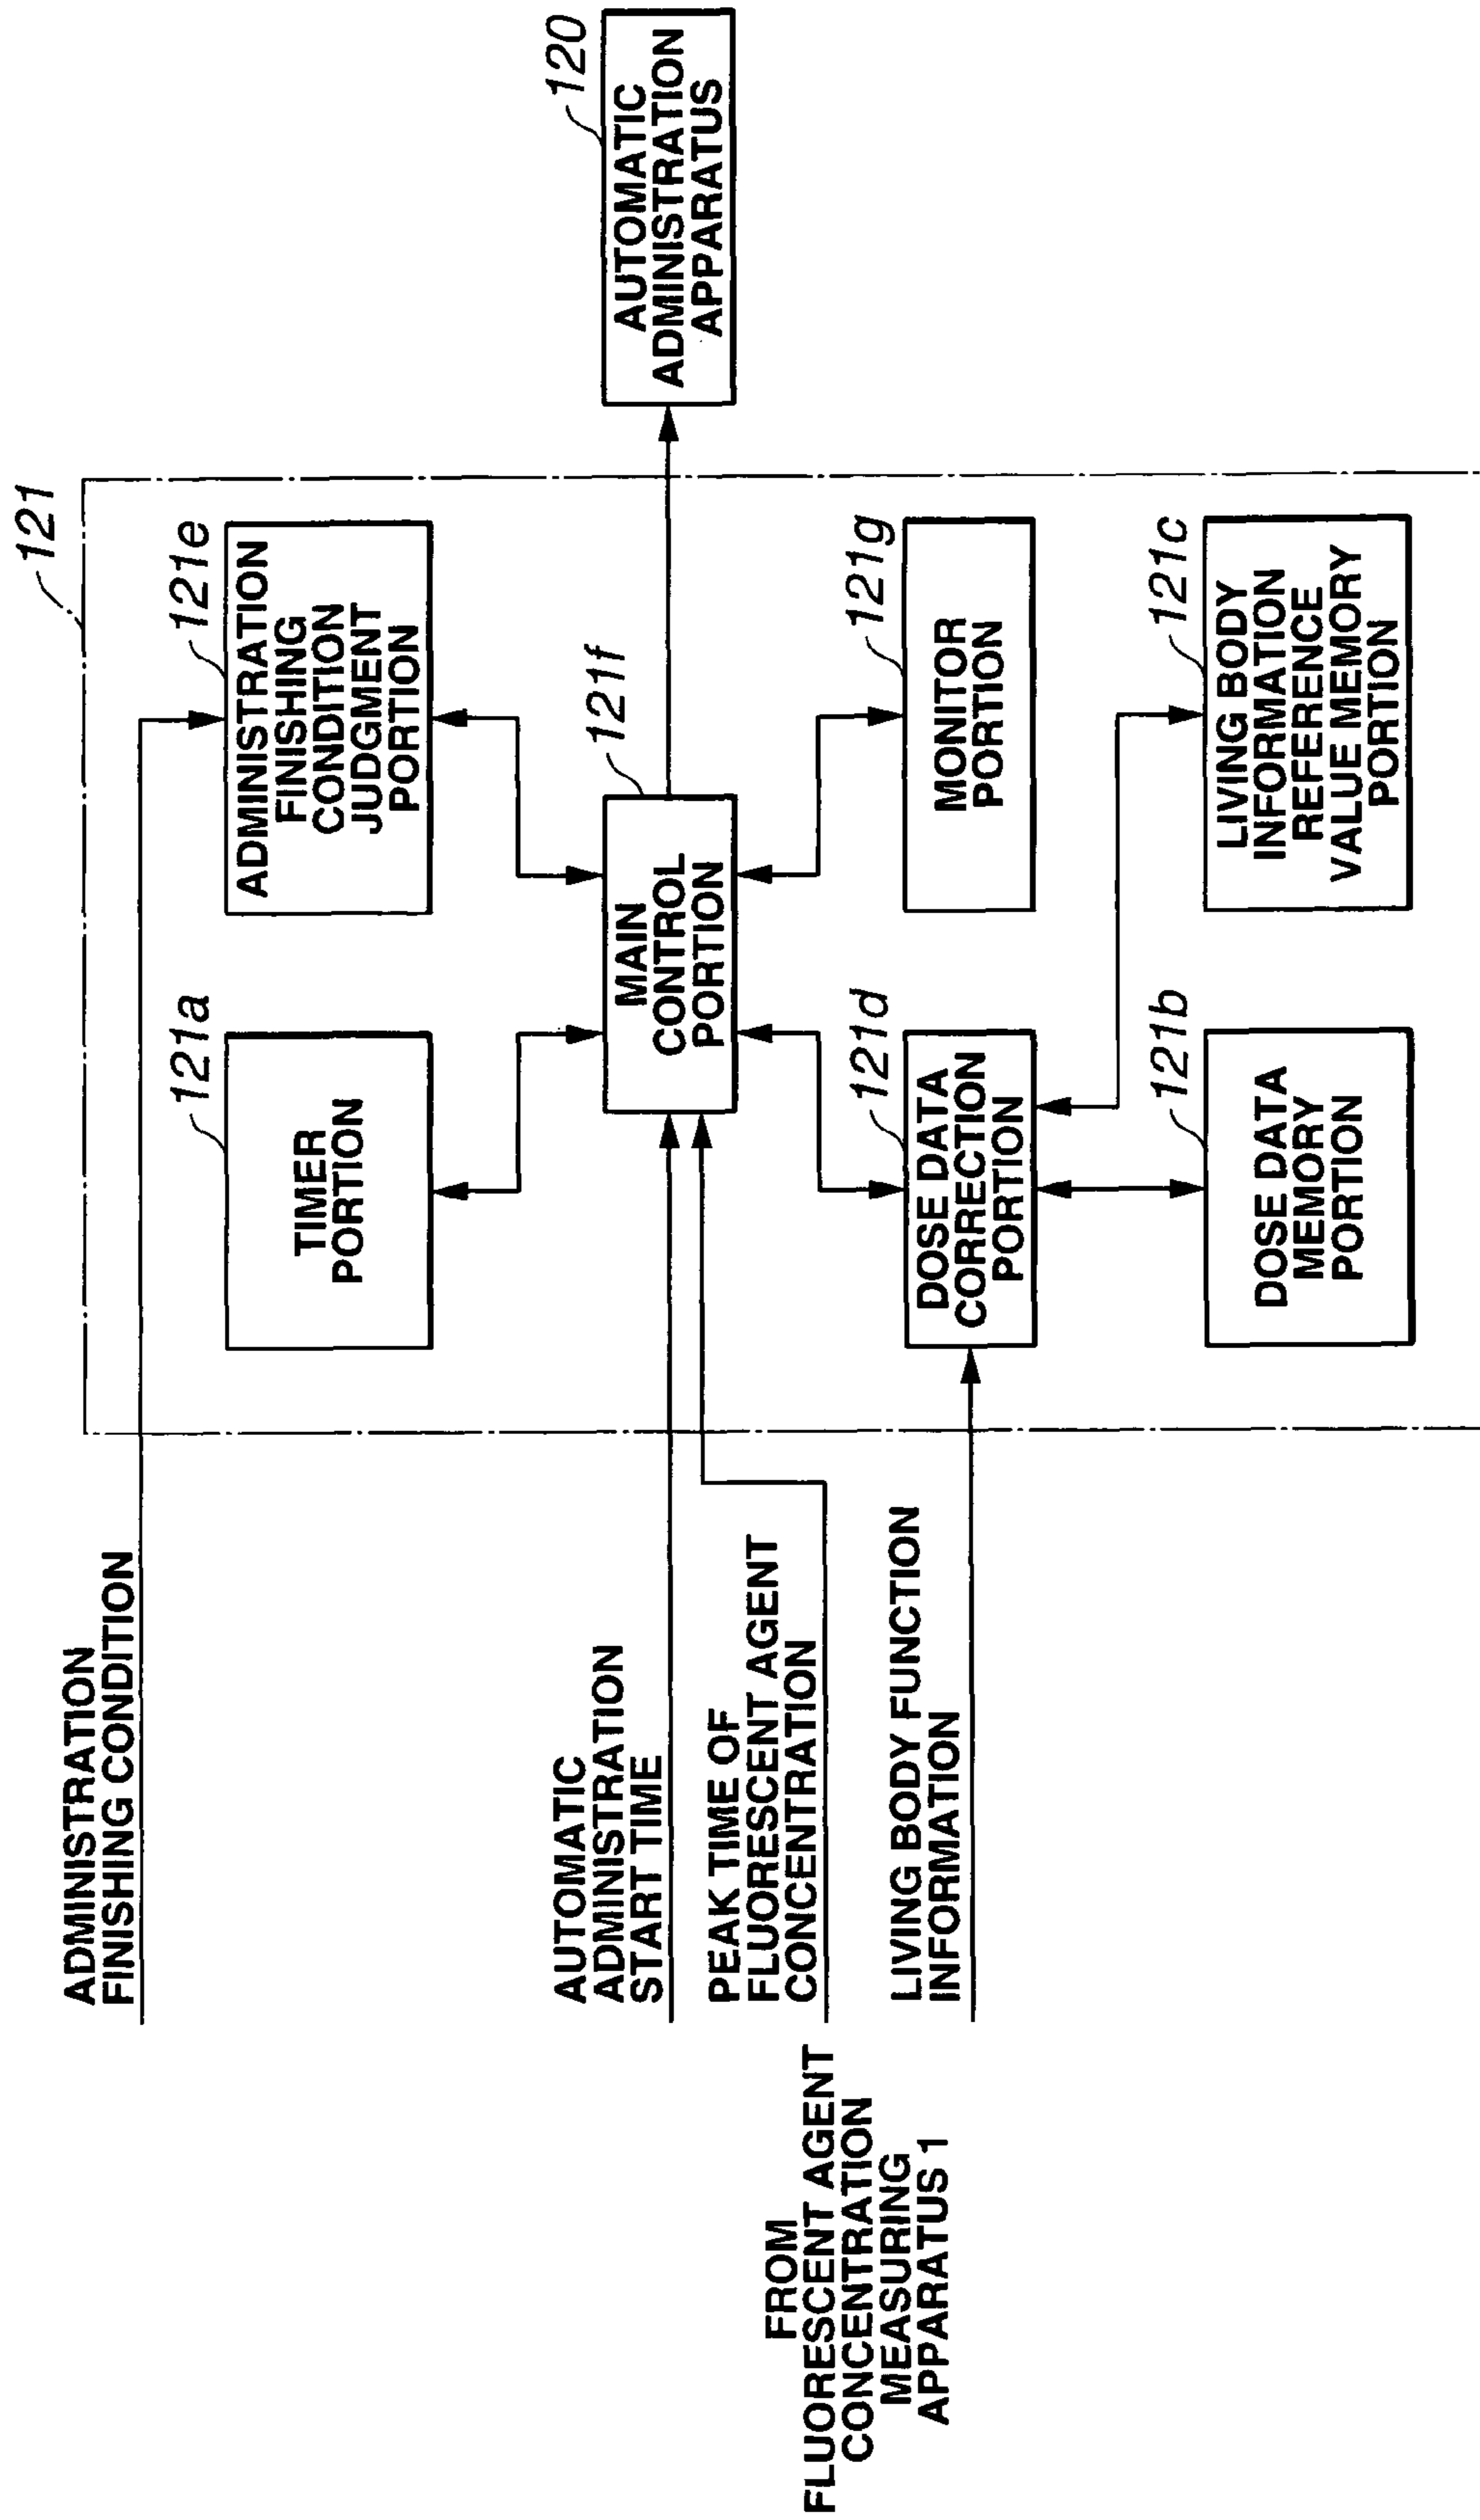 121
ADMINISTRATION
FINISHING CONDITION
121a
TIMER
PORTION
121e
ADMINISTRATION
FINISHING
CONDITION
JUDGMENT
PORTION
AUTOMATIC
ADMINISTRATION
START TIME
121f
MAIN
CONTROL
PORTION
120
AUTOMATIC
ADMINISTRATION
APPARATUS
FROM
FLUORESCENT AGENT
CONCENTRATION
MEASURING
APPARATUS 1
PEAK TIME OF
FLUORESCENT AGENT
CONCENTRATION
LIVING BODY FUNCTION
INFORMATION
121d
DOSE DATA
CORRECTION
PORTION
121g
MONITOR
PORTION
121b
DOSE DATA
MEMORY
PORTION
121c
LIVING BODY
INFORMATION
REFERENCE
VALUE MEMORY
PORTION